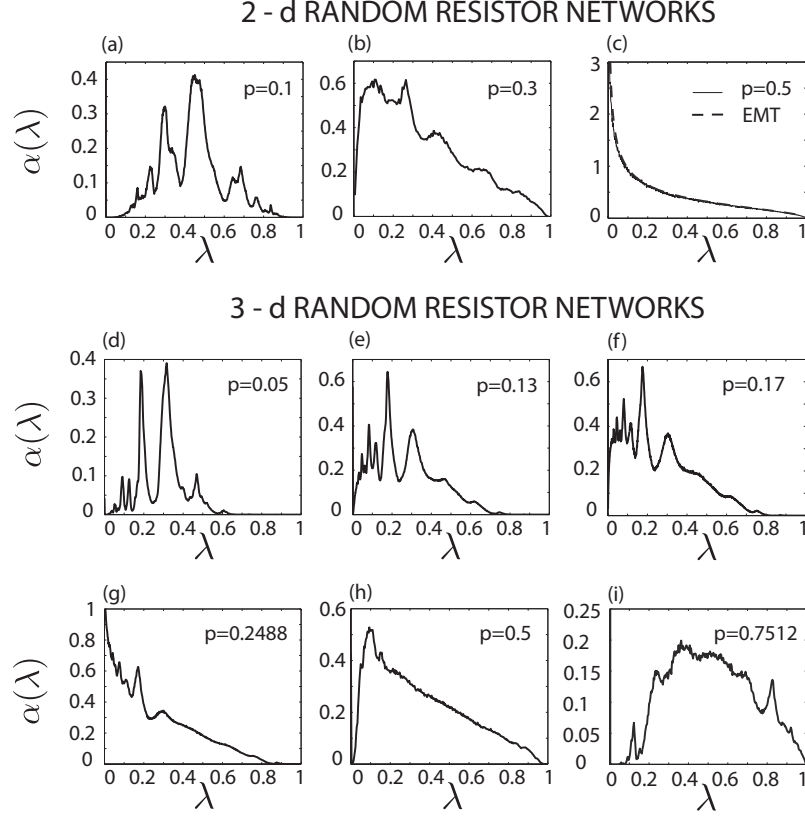 2 - d RANDOM RESISTOR NETWORKS
(a) (b) (c)
α(λ)
0.4
0.3
0.2
0.1
0
p=0.1
0 0.2 0.4 0.6 0.8 1
λ
0.6
0.4
0.2
0
p=0.3
0 0.2 0.4 0.6 0.8 1
λ
3
2
1
0
p=0.5
EMT
0 0.2 0.4 0.6 0.8 1
λ
3 - d RANDOM RESISTOR NETWORKS
(d) (e) (f)
α(λ)
0.4
0.3
0.2
0.1
0
p=0.05
0 0.2 0.4 0.6 0.8 1
λ
0.6
0.4
0.2
0
p=0.13
0 0.2 0.4 0.6 0.8 1
λ
0.6
0.4
0.2
0
p=0.17
0 0.2 0.4 0.6 0.8 1
λ
(g) (h) (i)
α(λ)
1
0.8
0.6
0.4
0.2
0
p=0.2488
0 0.2 0.4 0.6 0.8 1
λ
0.6
0.4
0.2
0
p=0.5
0 0.2 0.4 0.6 0.8 1
λ
0.25
0.2
0.15
0.1
0.05
0
p=0.7512
0 0.2 0.4 0.6 0.8 1
λ